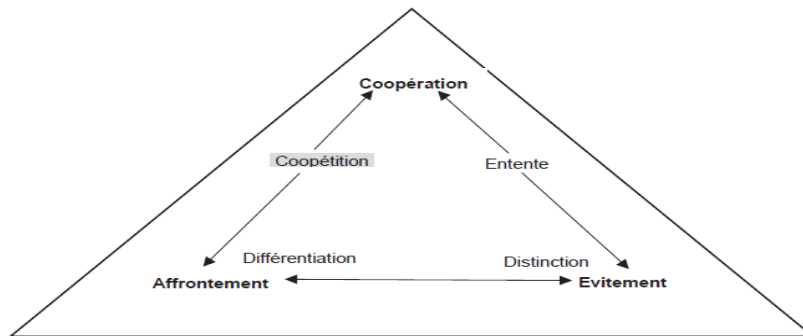 Coopération
Coopétition
Entente
Différentiation
Distinction
Affrontement
Evitement